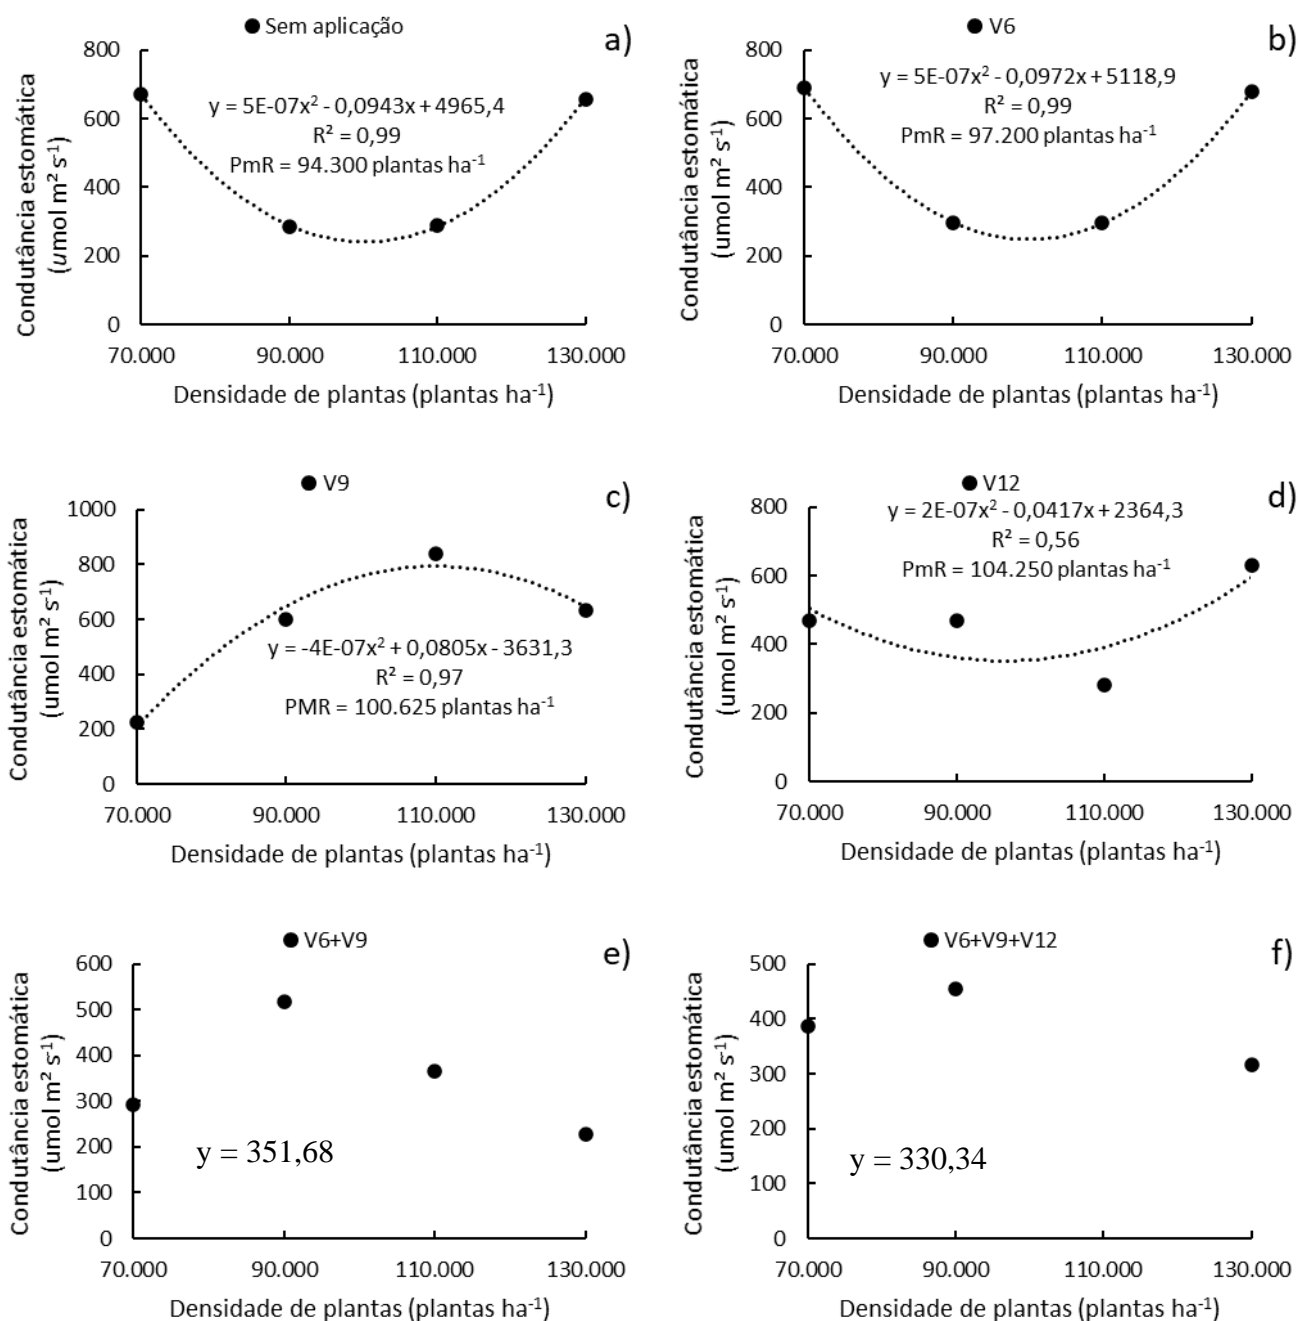 Sem aplicação
a)
Condutância estomática
(umol m² s⁻¹)
800
600
400
200
0
y = 5E-07x² - 0,0943x + 4965,4
R² = 0,99
PmR = 94.300 plantas ha⁻¹
70.000 90.000 110.000 130.000
Densidade de plantas (plantas ha⁻¹)
V6
b)
Condutância estomática
(umol m² s⁻¹)
800
600
400
200
0
y = 5E-07x² - 0,0972x + 5118,9
R² = 0,99
PmR = 97.200 plantas ha⁻¹
70.000 90.000 110.000 130.000
Densidade de plantas (plantas ha⁻¹)
V9
c)
Condutância estomática
(umol m² s⁻¹)
1000
800
600
400
200
0
y = -4E-07x² + 0,0805x - 3631,3
R² = 0,97
PMR = 100.625 plantas ha⁻¹
70.000 90.000 110.000 130.000
Densidade de plantas (plantas ha⁻¹)
V12
d)
Condutância estomática
(umol m² s⁻¹)
800
600
400
200
0
y = 2E-07x² - 0,0417x + 2364,3
R² = 0,56
PmR = 104.250 plantas ha⁻¹
70.000 90.000 110.000 130.000
Densidade de plantas (plantas ha⁻¹)
V6+V9
e)
Condutância estomática
(umol m² s⁻¹)
600
500
400
300
200
100
0
y = 351,68
70.000 90.000 110.000 130.000
Densidade de plantas (plantas ha⁻¹)
V6+V9+V12
f)
Condutância estomática
(umol m² s⁻¹)
500
400
300
200
100
0
y = 330,34
70.000 90.000 110.000 130.000
Densidade de plantas (plantas ha⁻¹)